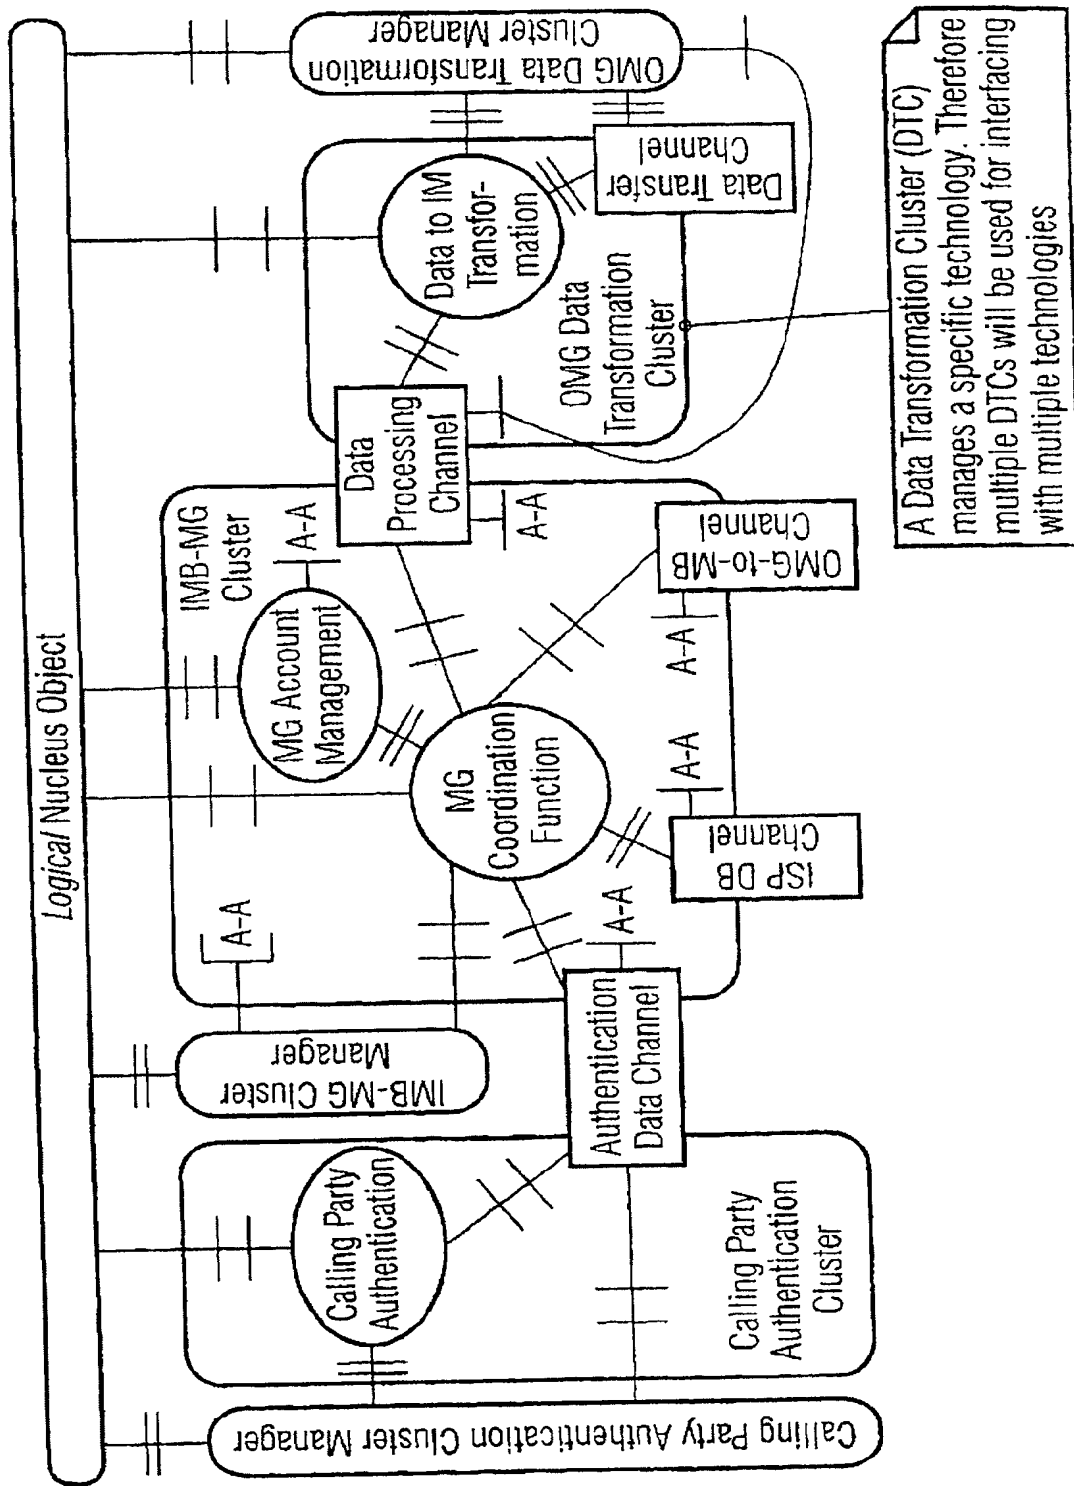 Logical Nucleus Object
Calling Party Authentication Cluster Manager
Calling Party
Authentication
Calling Party
Authentication
Cluster
IMB-MG Cluster
Manager
A-A
Authentication
Data Channel
A-A
IMB-MG
Cluster
MG Account
Management
A-A
MG
Coordination
Function
ISP DB
Channel
A-A
OMG-to-MB
Channel
A-A
Data
Processing
Channel
A-A
Data to IM
Transfor-
mation
OMG Data
Transformation
Cluster
Data Transfer
Channel
OMG Data Transformation
Cluster Manager
A Data Transformation Cluster (DTC)
manages a specific technology. Therefore
multiple DTCs will be used for interfacing
with multiple technologies